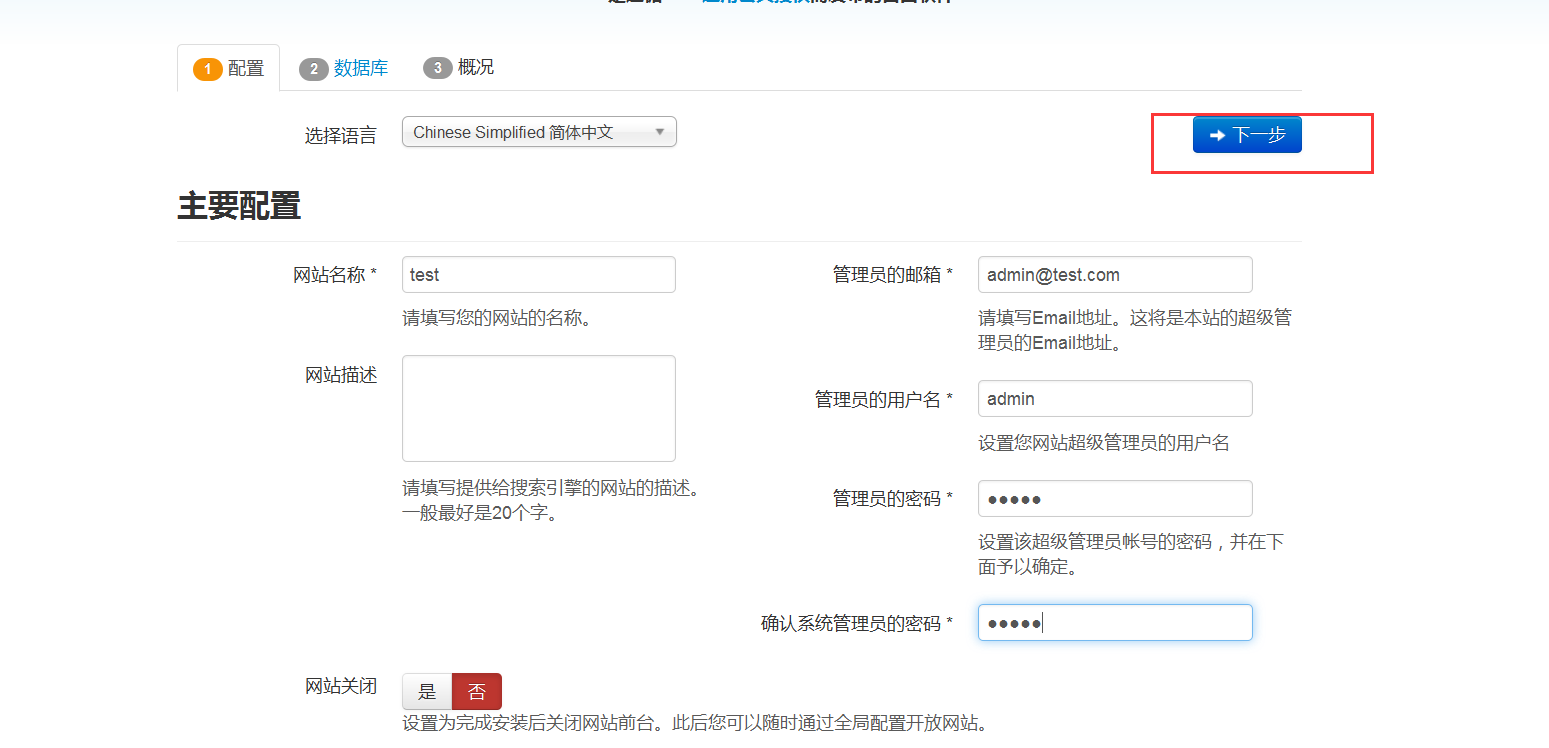 1 配置 2 数据库 3 概况
选择语言 Chinese Simplified 简体中文 下一步
主要配置
网站名称 * test
请填写您的网站的名称。
网站描述
请填写提供给搜索引擎的网站的描述。
一般最好是20个字。
管理员的邮箱 * admin@test.com
请填写Email地址。这将是本站的超级管
理员的Email地址。
管理员的用户名 * admin
设置您网站超级管理员的用户名
管理员的密码 * ●●●●●
设置该超级管理员帐号的密码，并在下
面予以确定。
确认系统管理员的密码 * ●●●●●
网站关闭 是 否
设置为完成安装后关闭网站前台。此后您可以随时通过全局配置开放网站。